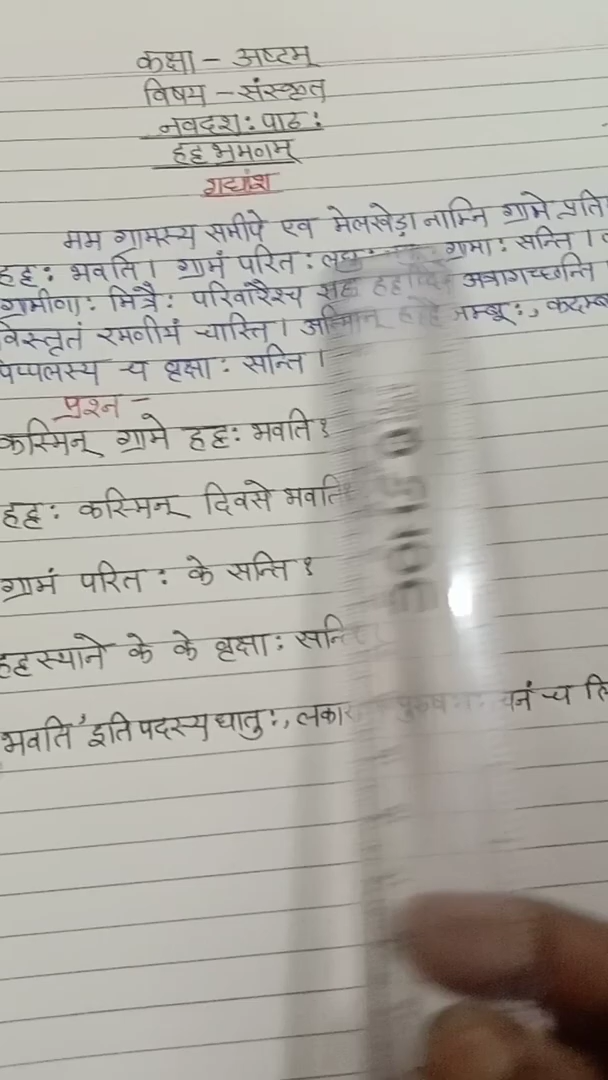 कक्षा - अष्टम्
विषय - संस्कृत
नवदशः पाठः
हट्ट भ्रमणम्
गद्यांश
मम ग्रामस्य समीपे एव मेलखेड़ा नाम्नि ग्रामे प्रति
हट्टः भवति। ग्रामं परितः ग्रामाः सन्ति।
ग्रामीणाः मित्रैः परिवारैश्च सह अत्रागच्छन्ति।
विस्तृतं रमणीयं चास्ति। अस्मिन् हट्टे जम्बूः, कदम्ब
पिप्पलस्य च वृक्षाः सन्ति।
प्रश्न -
कस्मिन् ग्रामे हट्टः भवति?
हट्टः कस्मिन् दिवसे भवति?
ग्रामं परितः के सन्ति?
हट्टस्थाने के के वृक्षाः सन्ति
भवति' इति पदस्य धातुः, लकार च